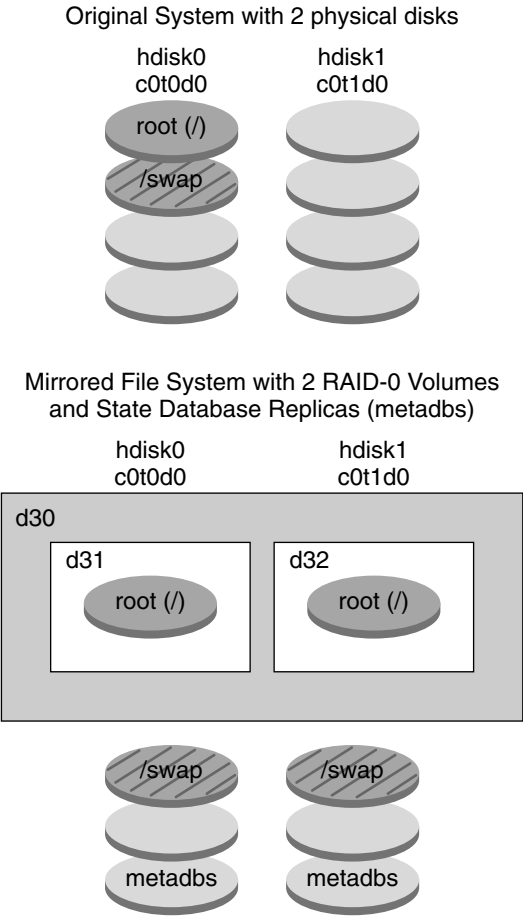 Original System with 2 physical disks
hdisk0
c0t0d0
hdisk1
c0t1d0
root (/)
/swap
Mirrored File System with 2 RAID-0 Volumes
and State Database Replicas (metadbs)
hdisk0
c0t0d0
hdisk1
c0t1d0
d30
d31
root (/)
d32
root (/)
/swap
/swap
metadbs
metadbs